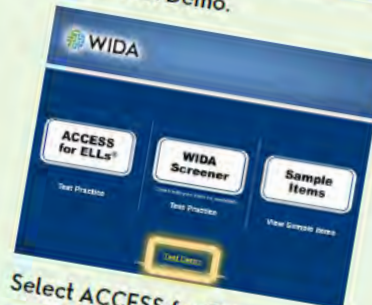 Demo.
WIDA
ACCESS
for ELLs®
WIDA
Screener
Sample
Items
Test Practice
Test Practice
View Sample Items
Test Demo
Select ACCESS